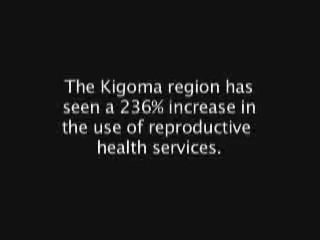 The Kigoma region has
seen a 236% increase in
the use of reproductive
health services.